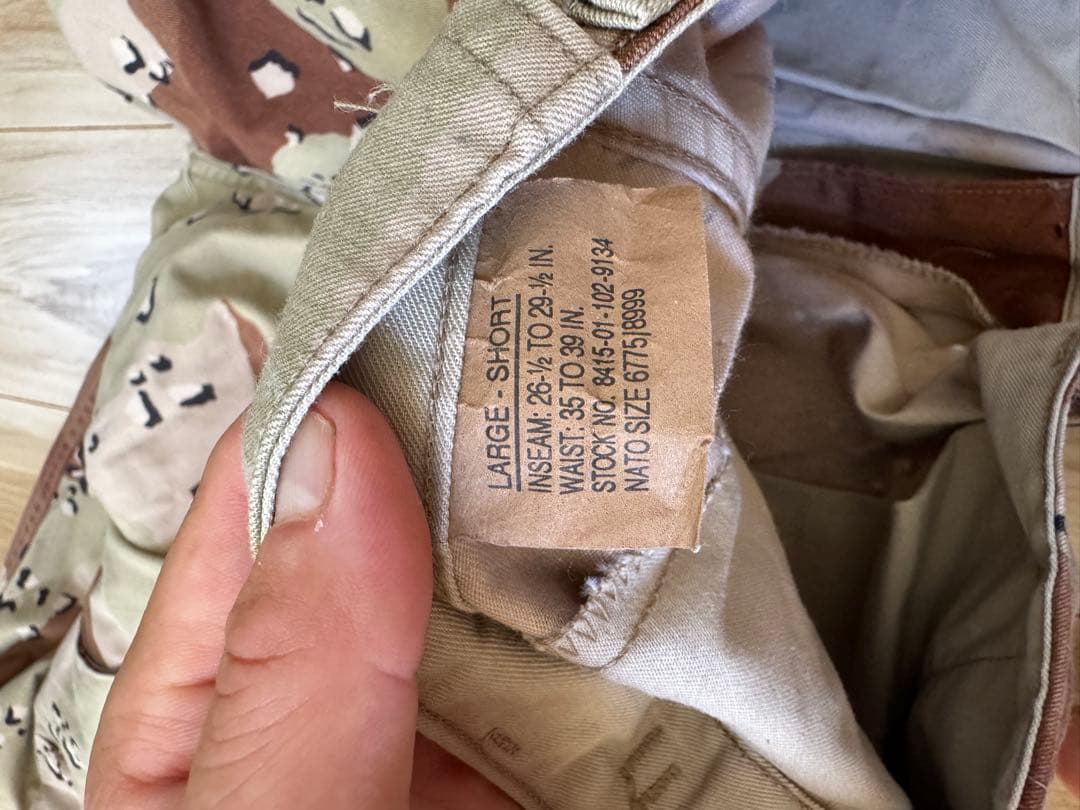 LARGE - SHORT
INSEAM: 26-½ TO 29-½ IN.
WAIST: 35 TO 39 IN.
STOCK NO. 8415-01-102-9134
NATO SIZE 6775|8999